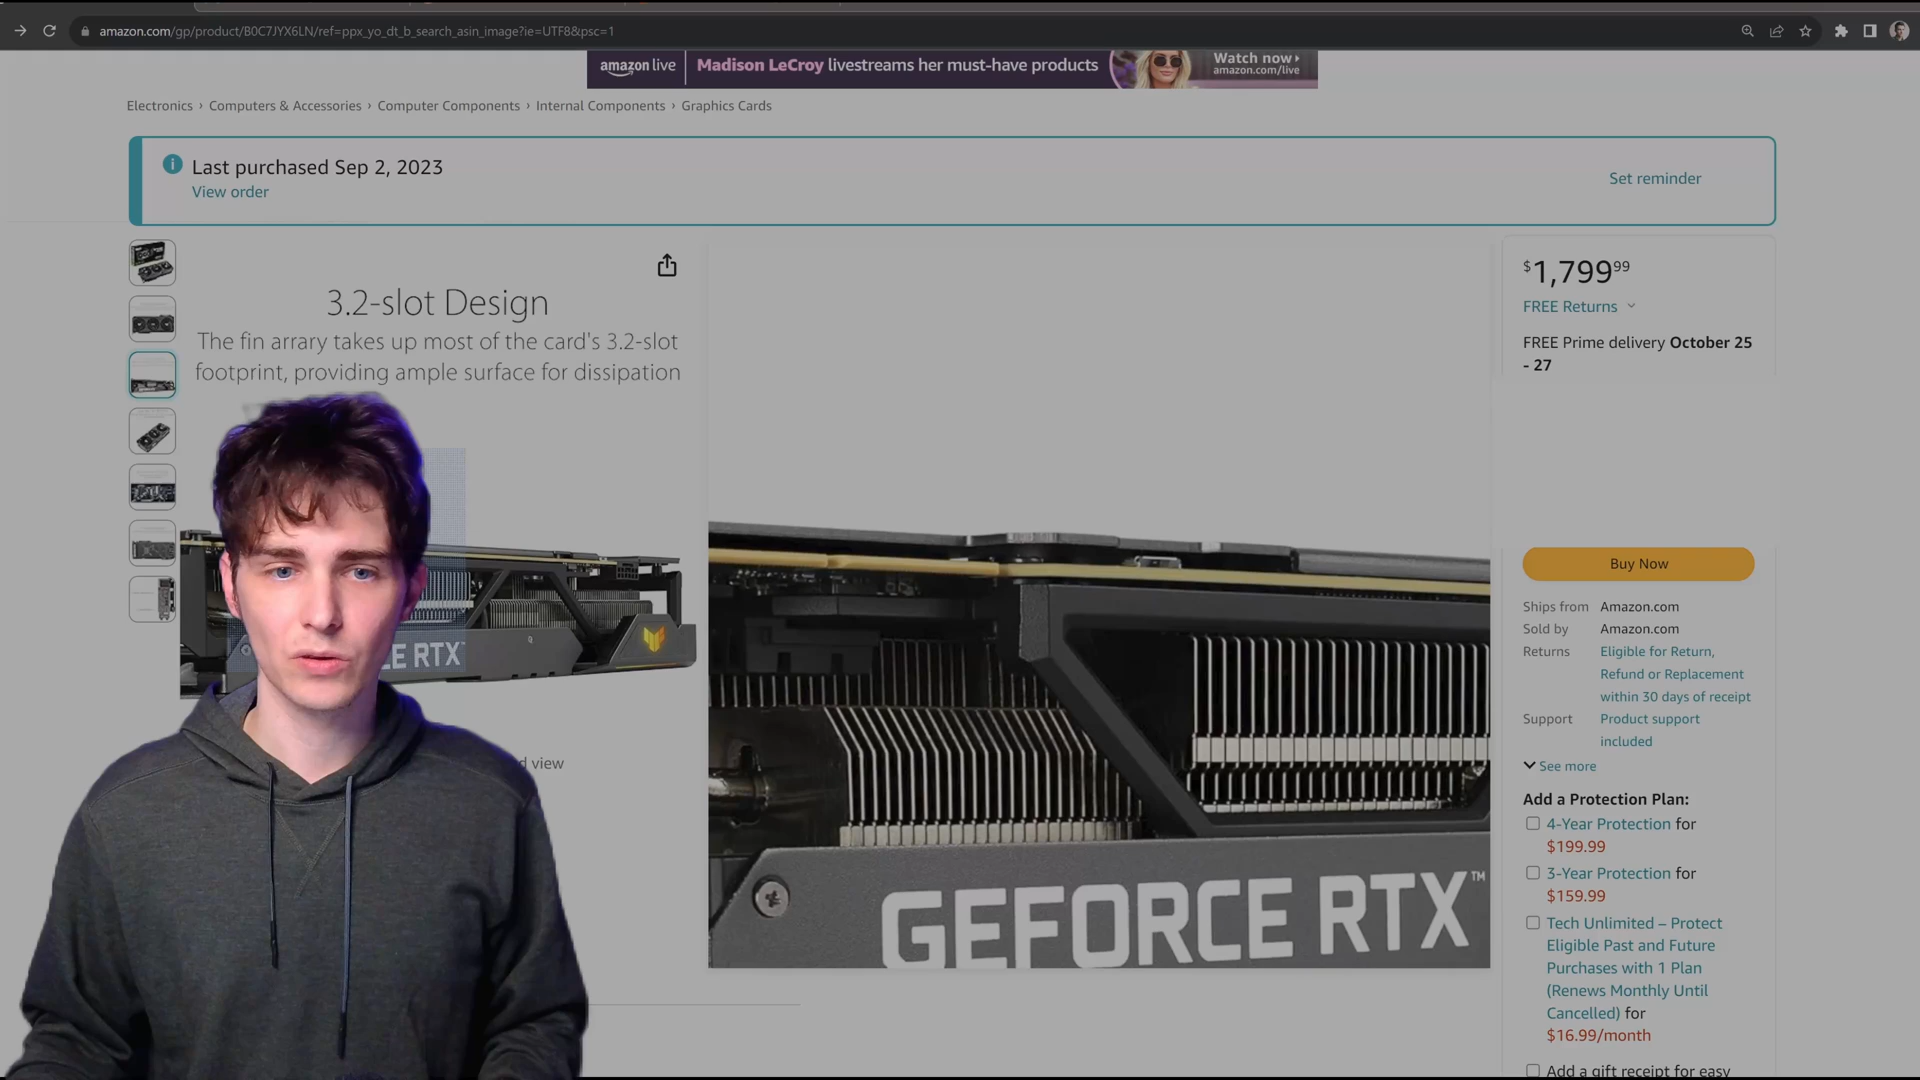 amazon.com/gp/product/B0C7JYX6LN/ref=ppx_yo_dt_b_search_asin_image?ie=UTF8&psc=1
amazon live
Madison LeCroy livestreams her must-have products
Watch now
amazon.com/live
Electronics › Computers & Accessories › Computer Components › Internal Components › Graphics Cards
Last purchased Sep 2, 2023
View order
Set reminder
3.2-slot Design
The fin arrary takes up most of the card's 3.2-slot
footprint, providing ample surface for dissipation
CE RTX
d view
GEFORCE RTX™
$1,799 99
FREE Returns
FREE Prime delivery October 25
- 27
Buy Now
Ships from Amazon.com
Sold by Amazon.com
Returns Eligible for Return,
Refund or Replacement
within 30 days of receipt
Support Product support
included
See more
Add a Protection Plan:
4-Year Protection for
$199.99
3-Year Protection for
$159.99
Tech Unlimited – Protect
Eligible Past and Future
Purchases with 1 Plan
(Renews Monthly Until
Cancelled) for
$16.99/month
Add a gift receipt for easy